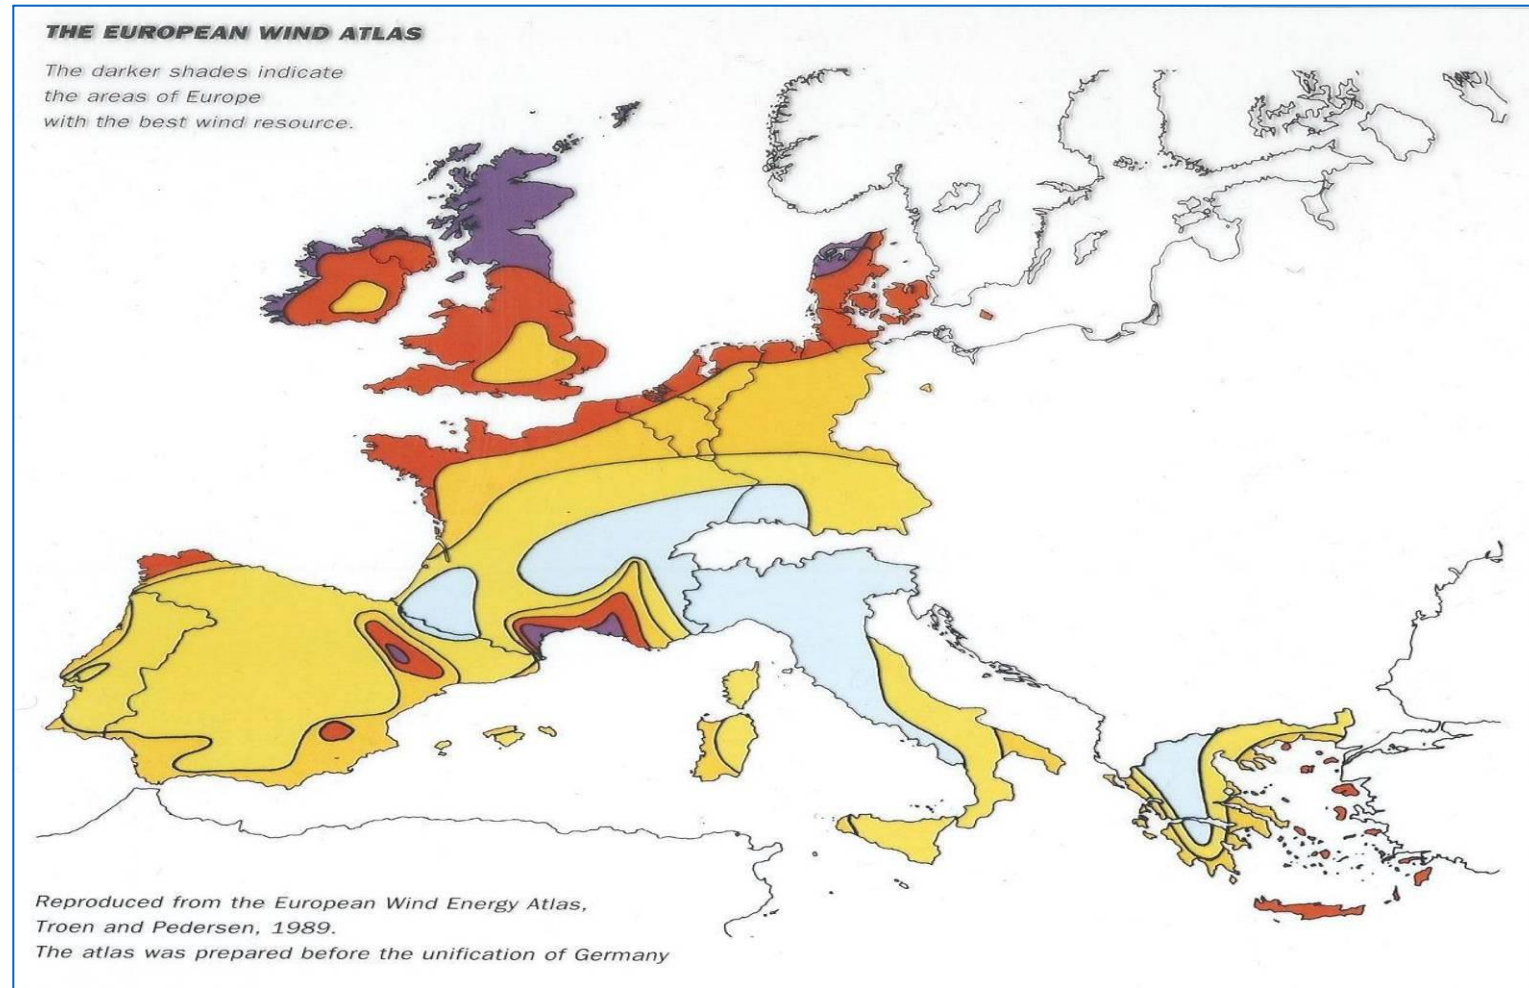 THE EUROPEAN WIND ATLAS
The darker shades indicate
the areas of Europe
with the best wind resource.
Reproduced from the European Wind Energy Atlas,
Troen and Pedersen, 1989.
The atlas was prepared before the unification of Germany